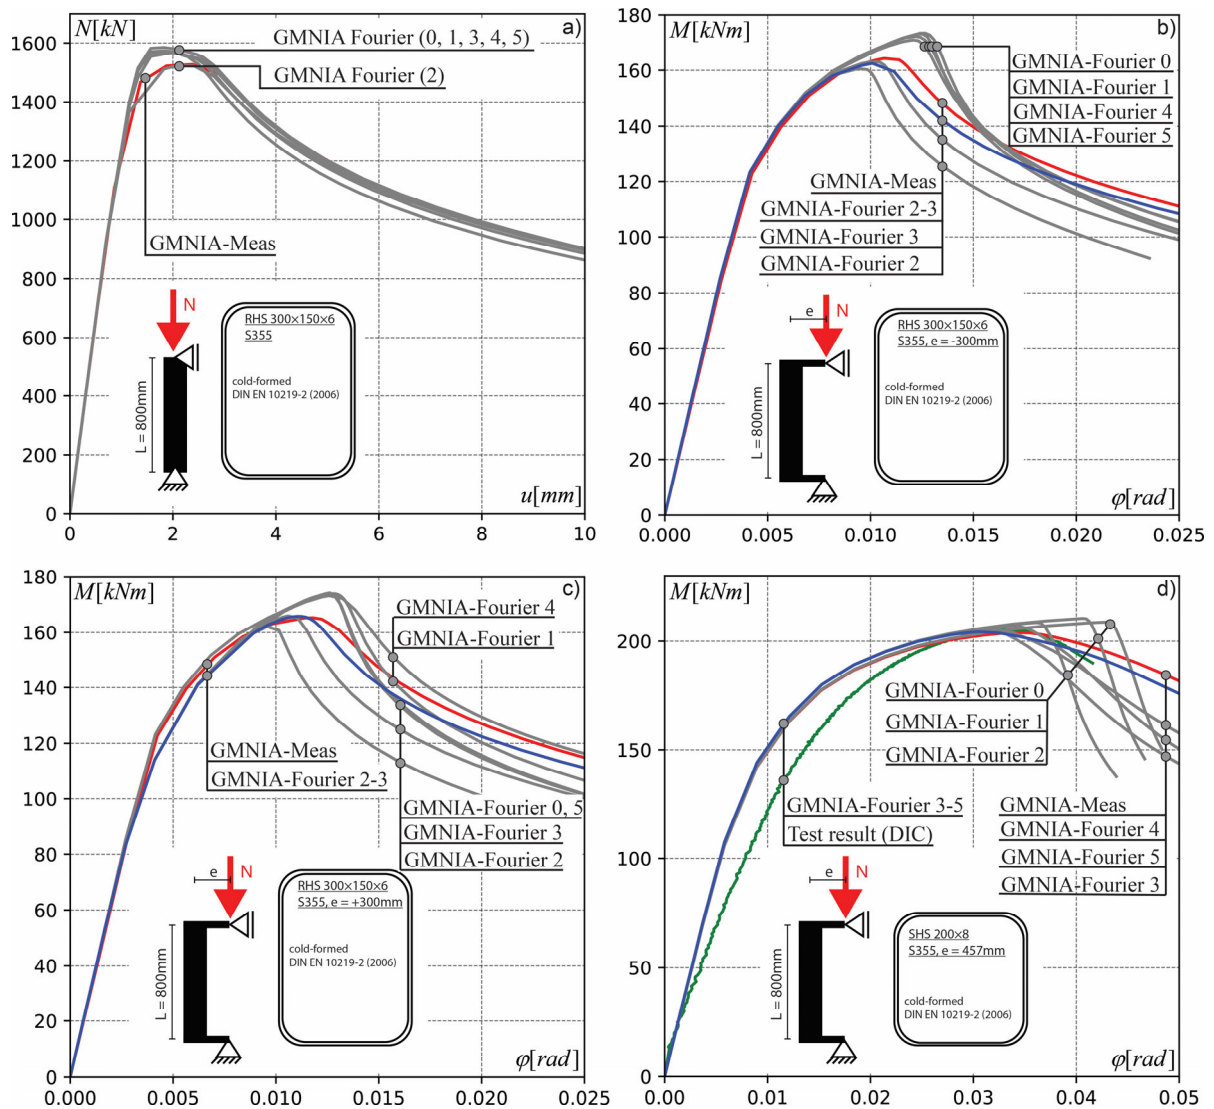 a)
N[kN]
1600
1400
1200
1000
800
600
400
200
0
GMNIA Fourier (0, 1, 3, 4, 5)
GMNIA Fourier (2)
GMNIA-Meas
N
L = 800mm
RHS 300×150×6
S355
cold-formed
DIN EN 10219-2 (2006)
u[mm]
0 2 4 6 8 10
b)
M[kNm]
180
160
140
120
100
80
60
40
20
0
GMNIA-Fourier 0
GMNIA-Fourier 1
GMNIA-Fourier 4
GMNIA-Fourier 5
GMNIA-Meas
GMNIA-Fourier 2-3
GMNIA-Fourier 3
GMNIA-Fourier 2
e N
L = 800mm
RHS 300×150×6
S355, e = -300mm
cold-formed
DIN EN 10219-2 (2006)
φ[rad]
0.000 0.005 0.010 0.015 0.020 0.025
c)
M[kNm]
180
160
140
120
100
80
60
40
20
0
GMNIA-Fourier 4
GMNIA-Fourier 1
GMNIA-Meas
GMNIA-Fourier 2-3
GMNIA-Fourier 0, 5
GMNIA-Fourier 3
GMNIA-Fourier 2
e N
L = 800mm
RHS 300×150×6
S355, e = +300mm
cold-formed
DIN EN 10219-2 (2006)
φ[rad]
0.000 0.005 0.010 0.015 0.020 0.025
d)
M[kNm]
200
150
100
50
0
GMNIA-Fourier 0
GMNIA-Fourier 1
GMNIA-Fourier 2
GMNIA-Fourier 3-5
Test result (DIC)
GMNIA-Meas
GMNIA-Fourier 4
GMNIA-Fourier 5
GMNIA-Fourier 3
e N
L = 800mm
SHS 200×8
S355, e = 457mm
cold-formed
DIN EN 10219-2 (2006)
φ[rad]
0.00 0.01 0.02 0.03 0.04 0.05